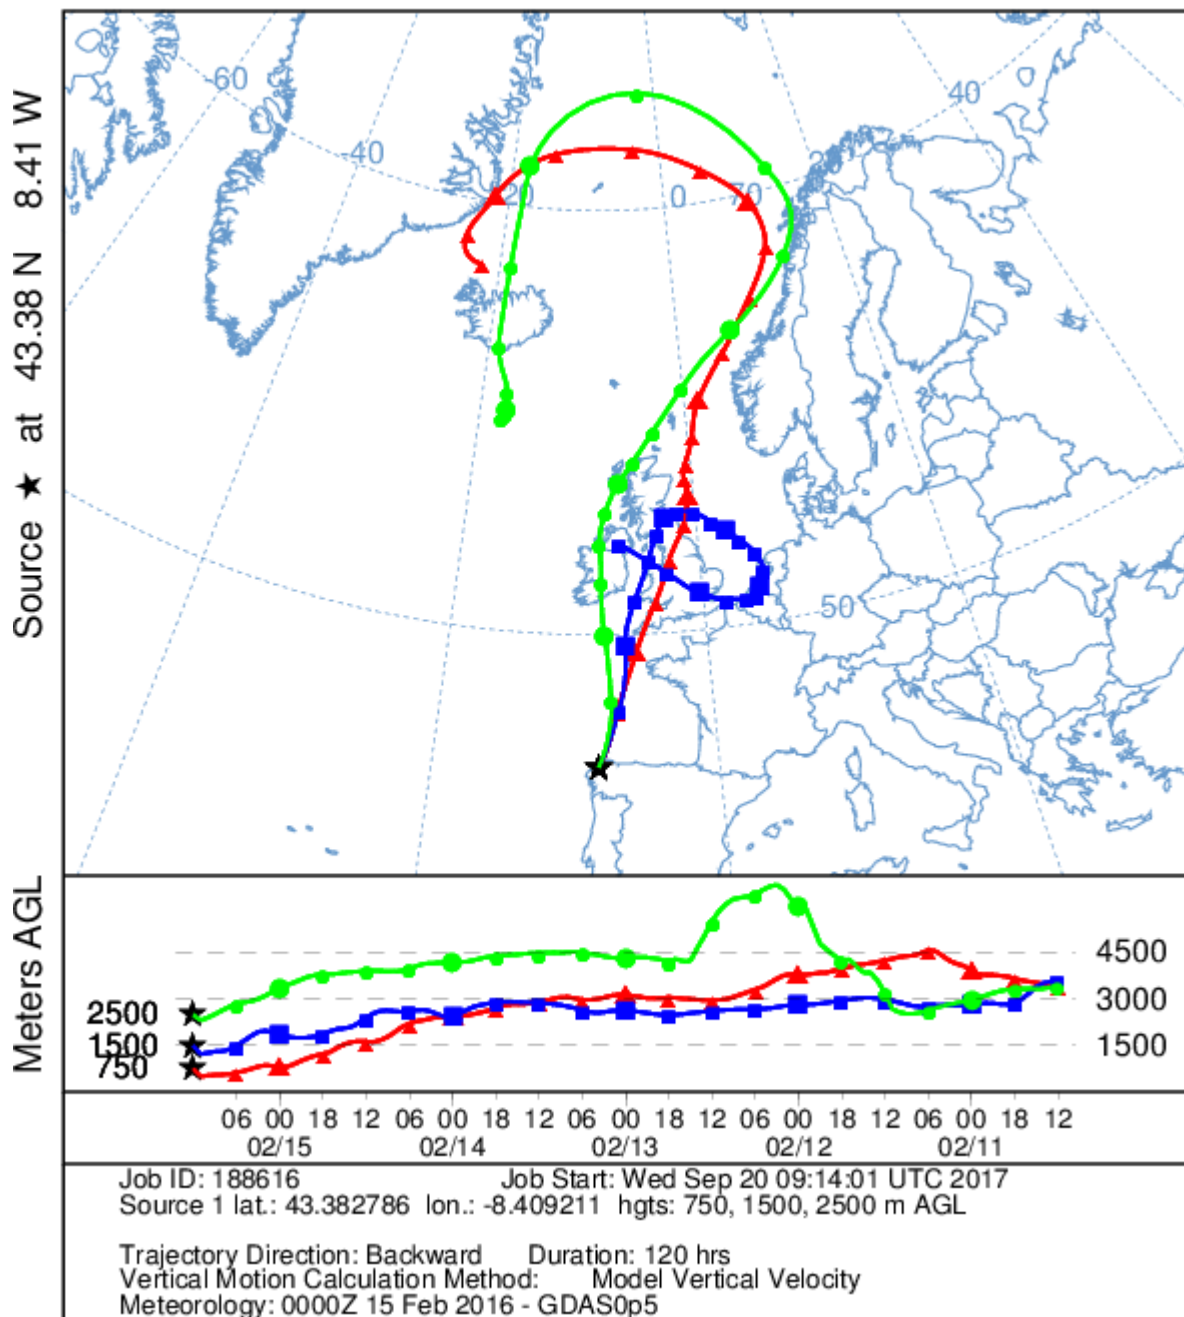 Source ★ at 43.38 N 8.41 W
-60
-40
40
20
20
0
70
50
Meters AGL
4500
3000
1500
2500
1500
750
06 00 18 12 06 00 18 12 06 00 18 12 06 00 18 12 06 00 18 12
02/15 02/14 02/13 02/12 02/11
Job ID: 188616 Job Start: Wed Sep 20 09:14:01 UTC 2017
Source 1 lat.: 43.382786 lon.: -8.409211 hgts: 750, 1500, 2500 m AGL
Trajectory Direction: Backward Duration: 120 hrs
Vertical Motion Calculation Method: Model Vertical Velocity
Meteorology: 0000Z 15 Feb 2016 - GDAS0p5